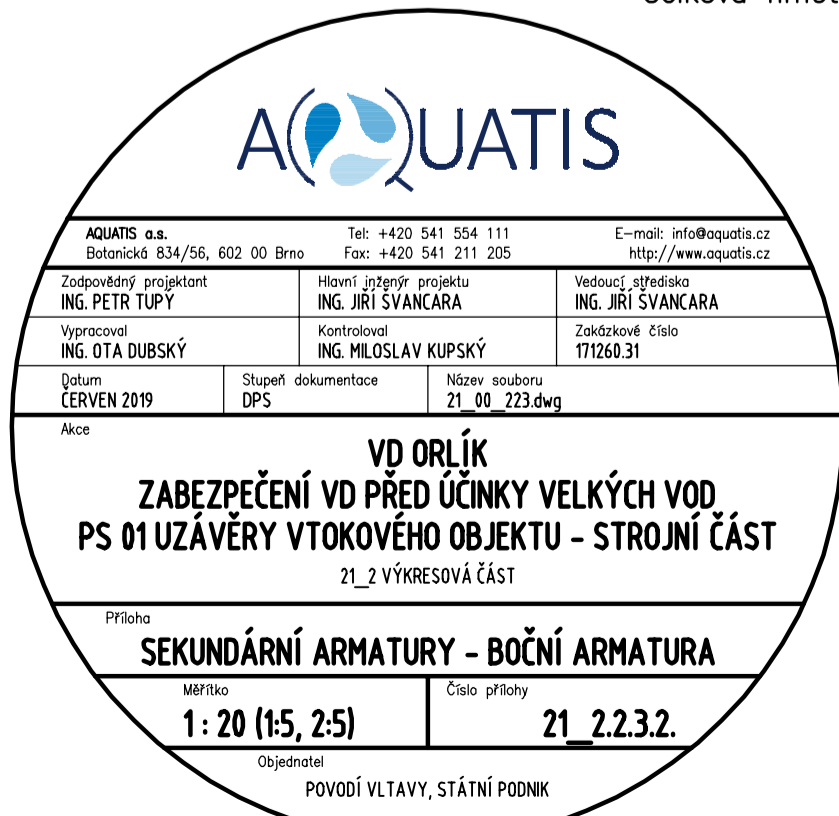 AQUATIS
AQUATIS a.s.
Botanická 834/56, 602 00 Brno
Tel: +420 541 554 111
Fax: +420 541 211 205
E-mail: info@aquatis.cz
http://www.aquatis.cz
Zodpovědný projektant
ING. PETR TUPÝ
Hlavní inženýr projektu
ING. JIŘÍ ŠVANCARA
Vedoucí střediska
ING. JIŘÍ ŠVANCARA
Vypracoval
ING. OTA DUBSKÝ
Kontroloval
ING. MILOSLAV KUPSKÝ
Zakázkové číslo
171260.31
Datum
ČERVEN 2019
Stupeň dokumentace
DPS
Název souboru
21_00_223.dwg
Akce
VD ORLÍK
ZABEZPEČENÍ VD PŘED ÚČINKY VELKÝCH VOD
PS 01 UZÁVĚRY VTOKOVÉHO OBJEKTU - STROJNÍ ČÁST
21_2 VÝKRESOVÁ ČÁST
Příloha
SEKUNDÁRNÍ ARMATURY - BOČNÍ ARMATURA
Měřítko
1 : 20 (1:5, 2:5)
Číslo přílohy
21_2.2.3.2.
Objednatel
POVODÍ VLTAVY, STÁTNÍ PODNIK